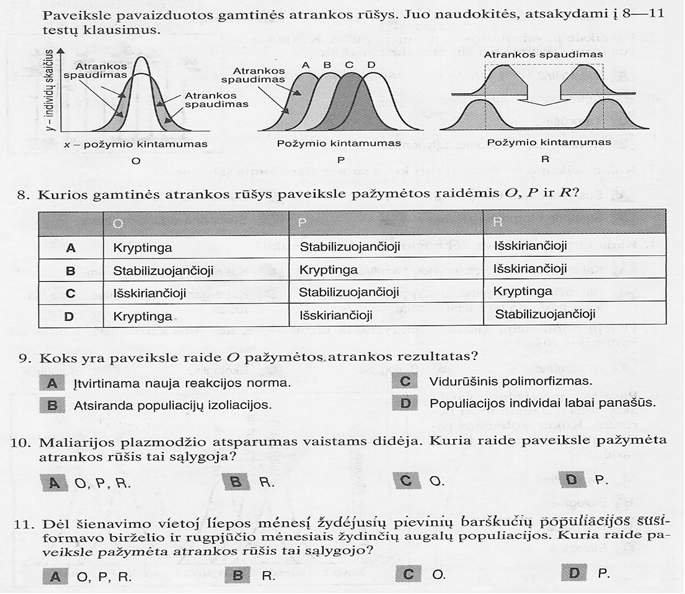 Paveiksle pavaizduotos gamtinės atrankos rūšys. Juo naudokitės, atsakydami į 8—11
testų klausimus.
y – individų skaičius
Atrankos
spaudimas
Atrankos
spaudimas
x – požymio kintamumas
O
Atrankos
spaudimas
A B C D
Požymio kintamumas
P
Atrankos spaudimas
Požymio kintamumas
R
8. Kurios gamtinės atrankos rūšys paveiksle pažymėtos raidėmis O, P ir R?
O P R
A Kryptinga Stabilizuojančioji Išskiriančioji
B Stabilizuojančioji Kryptinga Išskiriančioji
C Išskiriančioji Stabilizuojančioji Kryptinga
D Kryptinga Išskiriančioji Stabilizuojančioji
9. Koks yra paveiksle raide O pažymėtos atrankos rezultatas?
A Įtvirtinama nauja reakcijos norma.
C Vidurūšinis polimorfizmas.
B Atsiranda populiacijų izoliacijos.
D Populiacijos individai labai panašūs.
10. Maliarijos plazmodžio atsparumas vaistams didėja. Kuria raide paveiksle pažymėta
atrankos rūšis tai sąlygoja?
A O, P, R. B R. C O. D P.
11. Dėl šienavimo vietoj liepos mėnesį žydėjusių pievinių barškučių populiacijos susi-
formavo birželio ir rugpjūčio mėnesiais žydinčių augalų populiacijos. Kuria raide pa-
veiksle pažymėta atrankos rūšis tai sąlygojo?
A O, P, R. B R. C O. D P.